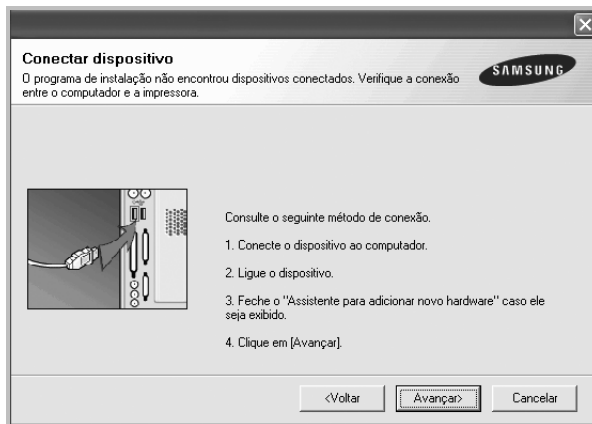 Conectar dispositivo
O programa de instalação não encontrou dispositivos conectados. Verifique a conexão
entre o computador e a impressora.
SAMSUNG
Consulte o seguinte método de conexão.
1. Conecte o dispositivo ao computador.
2. Ligue o dispositivo.
3. Feche o "Assistente para adicionar novo hardware" caso ele
seja exibido.
4. Clique em [Avançar].
<Voltar
Avançar>
Cancelar